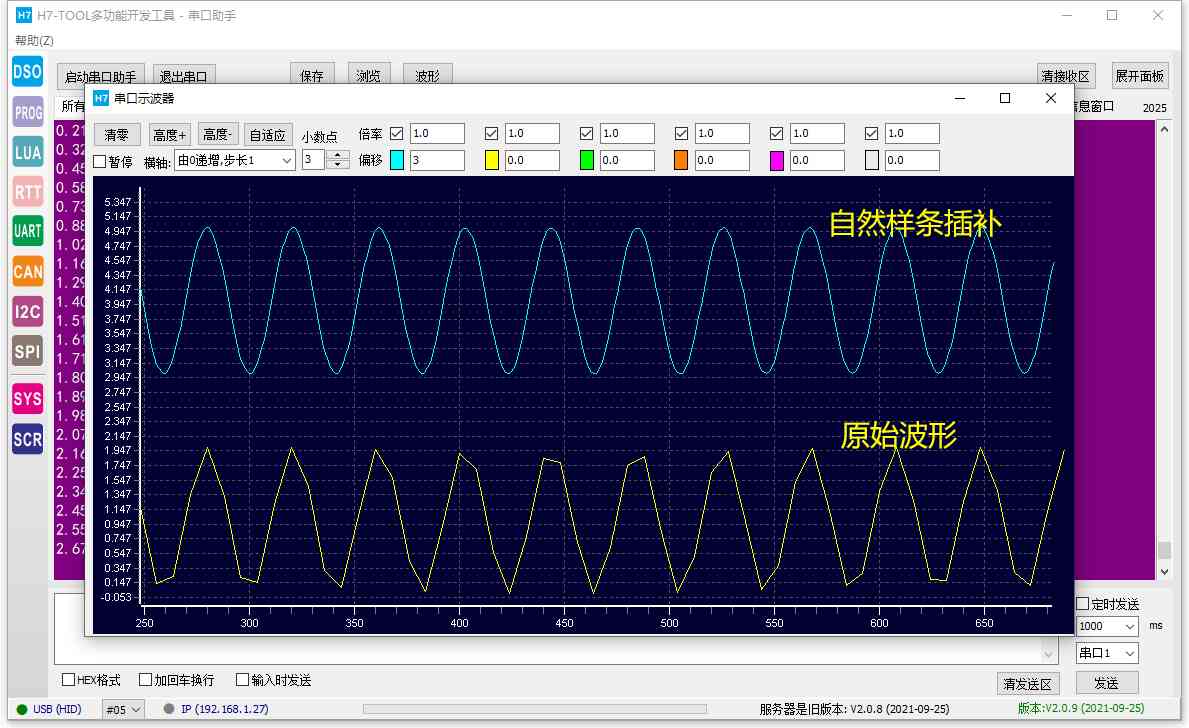 H7 H7-TOOL多功能开发工具 - 串口助手
帮助(Z)
DSO
PROG
LUA
RTT
UART
CAN
I2C
SPI
SYS
SCR
启动串口助手 退出串口 保存 浏览 波形 清接收区 展开面板
所有 息窗口 2025
H7 串口示波器
清零 高度+ 高度- 自适应 小数点 倍率 1.0 1.0 1.0 1.0 1.0 1.0
暂停 横轴: 由0递增,步长1 3 偏移 3 0.0 0.0 0.0 0.0 0.0
0.21
0.32
0.45
0.58
0.73
0.88
1.02
1.16
1.29
1.40
1.51
1.61
1.71
1.80
1.89
1.98
2.07
2.16
2.25
2.34
2.45
2.55
2.67
5.347
5.147
4.947
4.747
4.547
4.347
4.147
3.947
3.747
3.547
3.347
3.147
2.947
2.747
2.547
2.347
2.147
1.947
1.747
1.547
1.347
1.147
0.947
0.747
0.547
0.347
0.147
-0.053
自然样条插补
原始波形
250 300 350 400 450 500 550 600 650
定时发送
1000 ms
串口1
HEX格式 加回车换行 输入时发送 清发送区 发送
USB (HID) #05 IP (192.168.1.27) 服务器是旧版本: V2.0.8 (2021-09-25) 版本:V2.0.9 (2021-09-25)